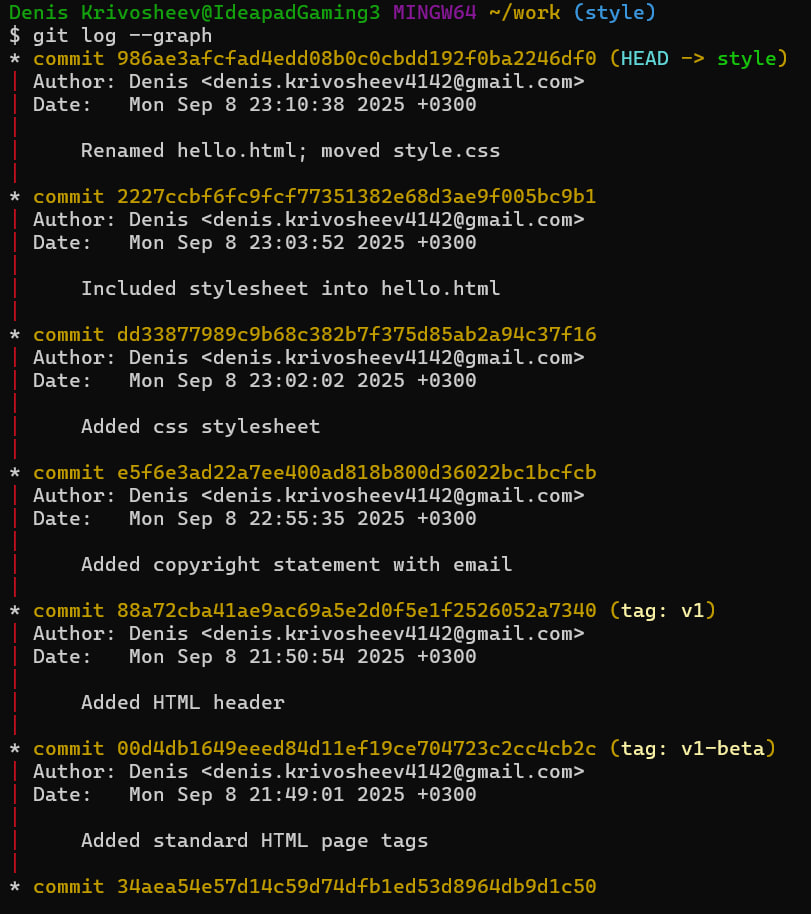 Denis Krivosheev@IdeapadGaming3 MINGW64 ~/work (style)
$ git log --graph
* commit 986ae3afcfad4edd08b0c0cbdd192f0ba2246df0 (HEAD -> style)
| Author: Denis <denis.krivosheev4142@gmail.com>
| Date:   Mon Sep 8 23:10:38 2025 +0300
|
|     Renamed hello.html; moved style.css
|
* commit 2227ccbf6fc9fcf77351382e68d3ae9f005bc9b1
| Author: Denis <denis.krivosheev4142@gmail.com>
| Date:   Mon Sep 8 23:03:52 2025 +0300
|
|     Included stylesheet into hello.html
|
* commit dd33877989c9b68c382b7f375d85ab2a94c37f16
| Author: Denis <denis.krivosheev4142@gmail.com>
| Date:   Mon Sep 8 23:02:02 2025 +0300
|
|     Added css stylesheet
|
* commit e5f6e3ad22a7ee400ad818b800d36022bc1bcfcb
| Author: Denis <denis.krivosheev4142@gmail.com>
| Date:   Mon Sep 8 22:55:35 2025 +0300
|
|     Added copyright statement with email
|
* commit 88a72cba41ae9ac69a5e2d0f5e1f2526052a7340 (tag: v1)
| Author: Denis <denis.krivosheev4142@gmail.com>
| Date:   Mon Sep 8 21:50:54 2025 +0300
|
|     Added HTML header
|
* commit 00d4db1649eeed84d11ef19ce704723c2cc4cb2c (tag: v1-beta)
| Author: Denis <denis.krivosheev4142@gmail.com>
| Date:   Mon Sep 8 21:49:01 2025 +0300
|
|     Added standard HTML page tags
|
* commit 34aea54e57d14c59d74dfb1ed53d8964db9d1c50